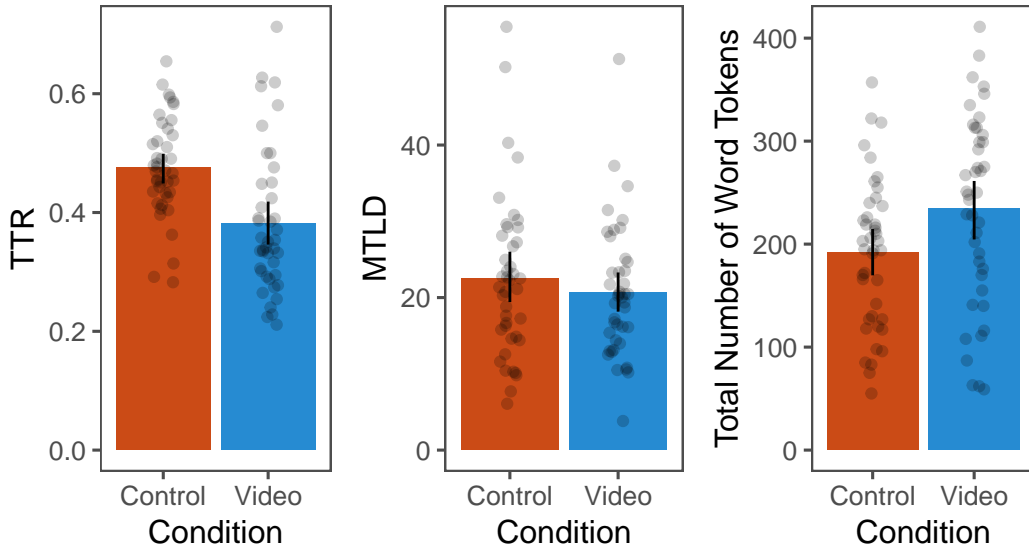 TTR
0.6
0.4
0.2
0.0
Control Video
Condition
MTLD
40
20
0
Control Video
Condition
Total Number of Word Tokens
400
300
200
100
0
Control Video
Condition